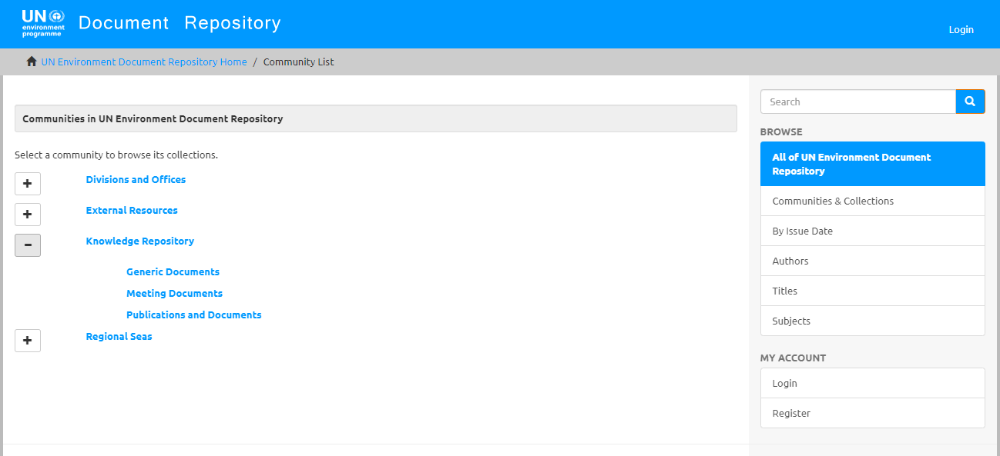 UN
environment
programme
Document Repository
Login
UN Environment Document Repository Home / Community List
Communities in UN Environment Document Repository
Select a community to browse its collections.
Divisions and Offices
External Resources
Knowledge Repository
Generic Documents
Meeting Documents
Publications and Documents
Regional Seas
Search
BROWSE
All of UN Environment Document
Repository
Communities & Collections
By Issue Date
Authors
Titles
Subjects
MY ACCOUNT
Login
Register